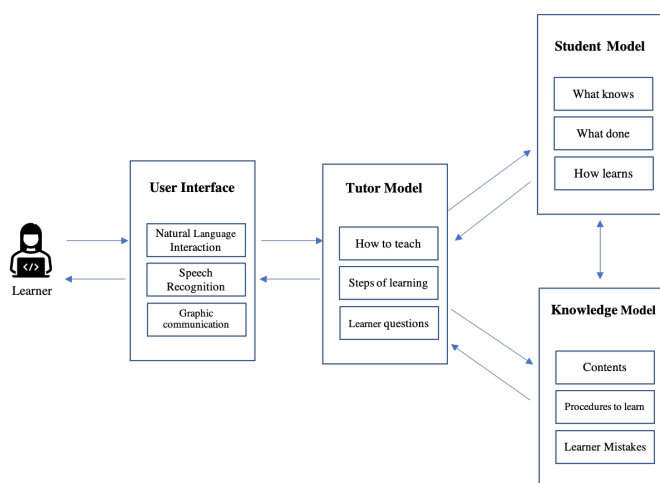 Learner
User Interface
Natural Language
Interaction
Speech
Recognition
Graphic
communication
Tutor Model
How to teach
Steps of learning
Learner questions
Student Model
What knows
What done
How learns
Knowledge Model
Contents
Procedures to learn
Learner Mistakes